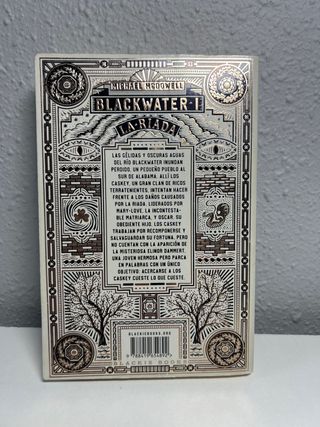 MICHAEL MCDOWELL
BLACKWATER·I
LA RIADA
LAS GÉLIDAS Y OSCURAS AGUAS
DEL RÍO BLACKWATER INUNDAN
PERDIDO, UN PEQUEÑO PUEBLO AL
SUR DE ALABAMA. ALLÍ LOS
CASKEY, UN GRAN CLAN DE RICOS
TERRATENIENTES, INTENTAN HACER
FRENTE A LOS DAÑOS CAUSADOS
POR LA RIADA. LIDERADOS POR
MARY-LOVE, LA INCONTESTA-
BLE MATRIARCA, Y OSCAR, SU
OBEDIENTE HIJO, LOS CASKEY
TRABAJAN POR RECOMPONERSE Y
SALVAGUARDAR SU FORTUNA. PERO
NO CUENTAN CON LA APARICIÓN DE
LA MISTERIOSA ELINOR DAMMERT,
UNA JOVEN HERMOSA PERO PARCA
EN PALABRAS CON UN ÚNICO
OBJETIVO: ACERCARSE A LOS
CASKEY CUESTE LO QUE CUESTE.
BLACKIEBOOKS.ORG
9 788419 654892
BLACKIE BOOKS